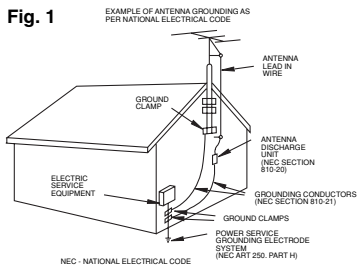 Fig. 1
EXAMPLE OF ANTENNA GROUNDING AS
PER NATIONAL ELECTRICAL CODE
ANTENNA
LEAD IN
WIRE
GROUND
CLAMP
ANTENNA
DISCHARGE
UNIT
(NEC SECTION
810-20)
ELECTRIC
SERVICE
EQUIPMENT
GROUNDING CONDUCTORS
(NEC SECTION 810-21)
GROUND CLAMPS
POWER SERVICE
GROUNDING ELECTRODE
SYSTEM
(NEC ART 250. PART H)
NEC - NATIONAL ELECTRICAL CODE